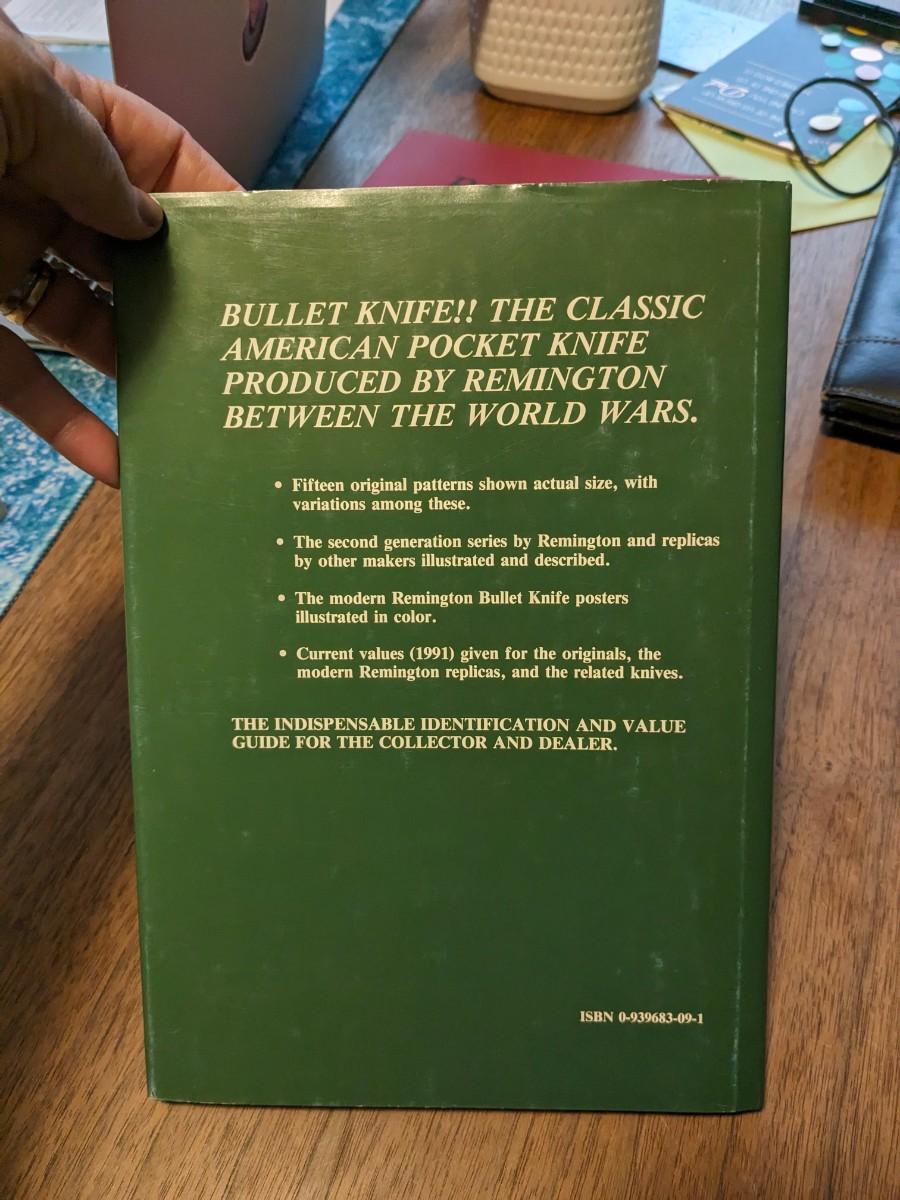 BULLET KNIFE!! THE CLASSIC
AMERICAN POCKET KNIFE
PRODUCED BY REMINGTON
BETWEEN THE WORLD WARS.
• Fifteen original patterns shown actual size, with
variations among these.
• The second generation series by Remington and replicas
by other makers illustrated and described.
• The modern Remington Bullet Knife posters
illustrated in color.
• Current values (1991) given for the originals, the
modern Remington replicas, and the related knives.
THE INDISPENSABLE IDENTIFICATION AND VALUE
GUIDE FOR THE COLLECTOR AND DEALER.
ISBN 0-939683-09-1